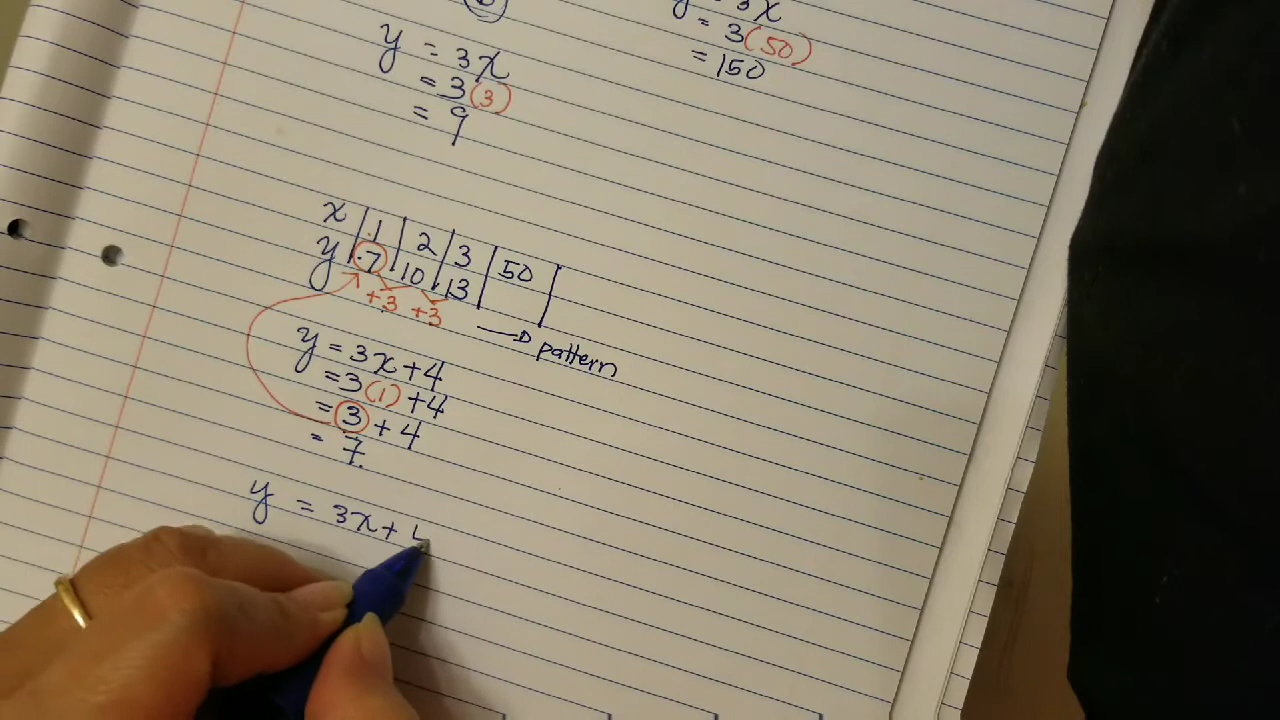 y = 3x
= 3(3)
= 9
y = 3x
= 3(50)
= 150
x | 1 | 2 | 3 | 50
y | 7 | 10 | 13 |
+3 +3
pattern
y = 3x + 4
= 3(1) + 4
= 3 + 4
= 7
y = 3x +